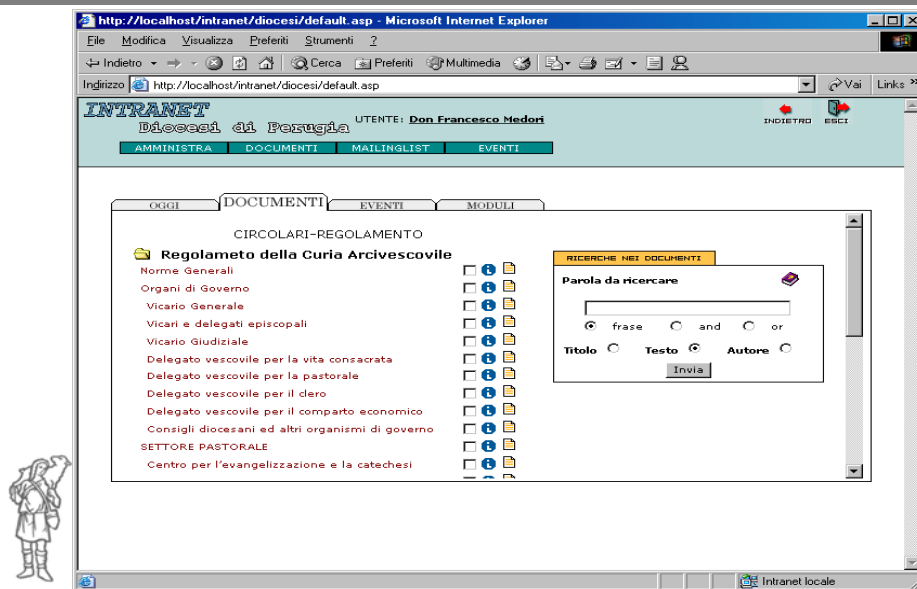 http://localhost/intranet/diocesi/default.asp - Microsoft Internet Explorer
File Modifica Visualizza Preferiti Strumenti ?
Indietro Cerca Preferiti Multimedia
Indirizzo http://localhost/intranet/diocesi/default.asp Vai Links »
INTRANET
Diocesi di Perugia
UTENTE: Don Francesco Medori
INDIETRO ESCI
AMMINISTRA DOCUMENTI MAILINGLIST EVENTI
OGGI DOCUMENTI EVENTI MODULI
CIRCOLARI-REGOLAMENTO
Regolameto della Curia Arcivescovile
Norme Generali
Organi di Governo
Vicario Generale
Vicari e delegati episcopali
Vicario Giudiziale
Delegato vescovile per la vita consacrata
Delegato vescovile per la pastorale
Delegato vescovile per il clero
Delegato vescovile per il comparto economico
Consigli diocesani ed altri organismi di governo
SETTORE PASTORALE
Centro per l'evangelizzazione e la catechesi
RICERCHE NEI DOCUMENTI
Parola da ricercare
frase and or
Titolo Testo Autore
Invia
Intranet locale